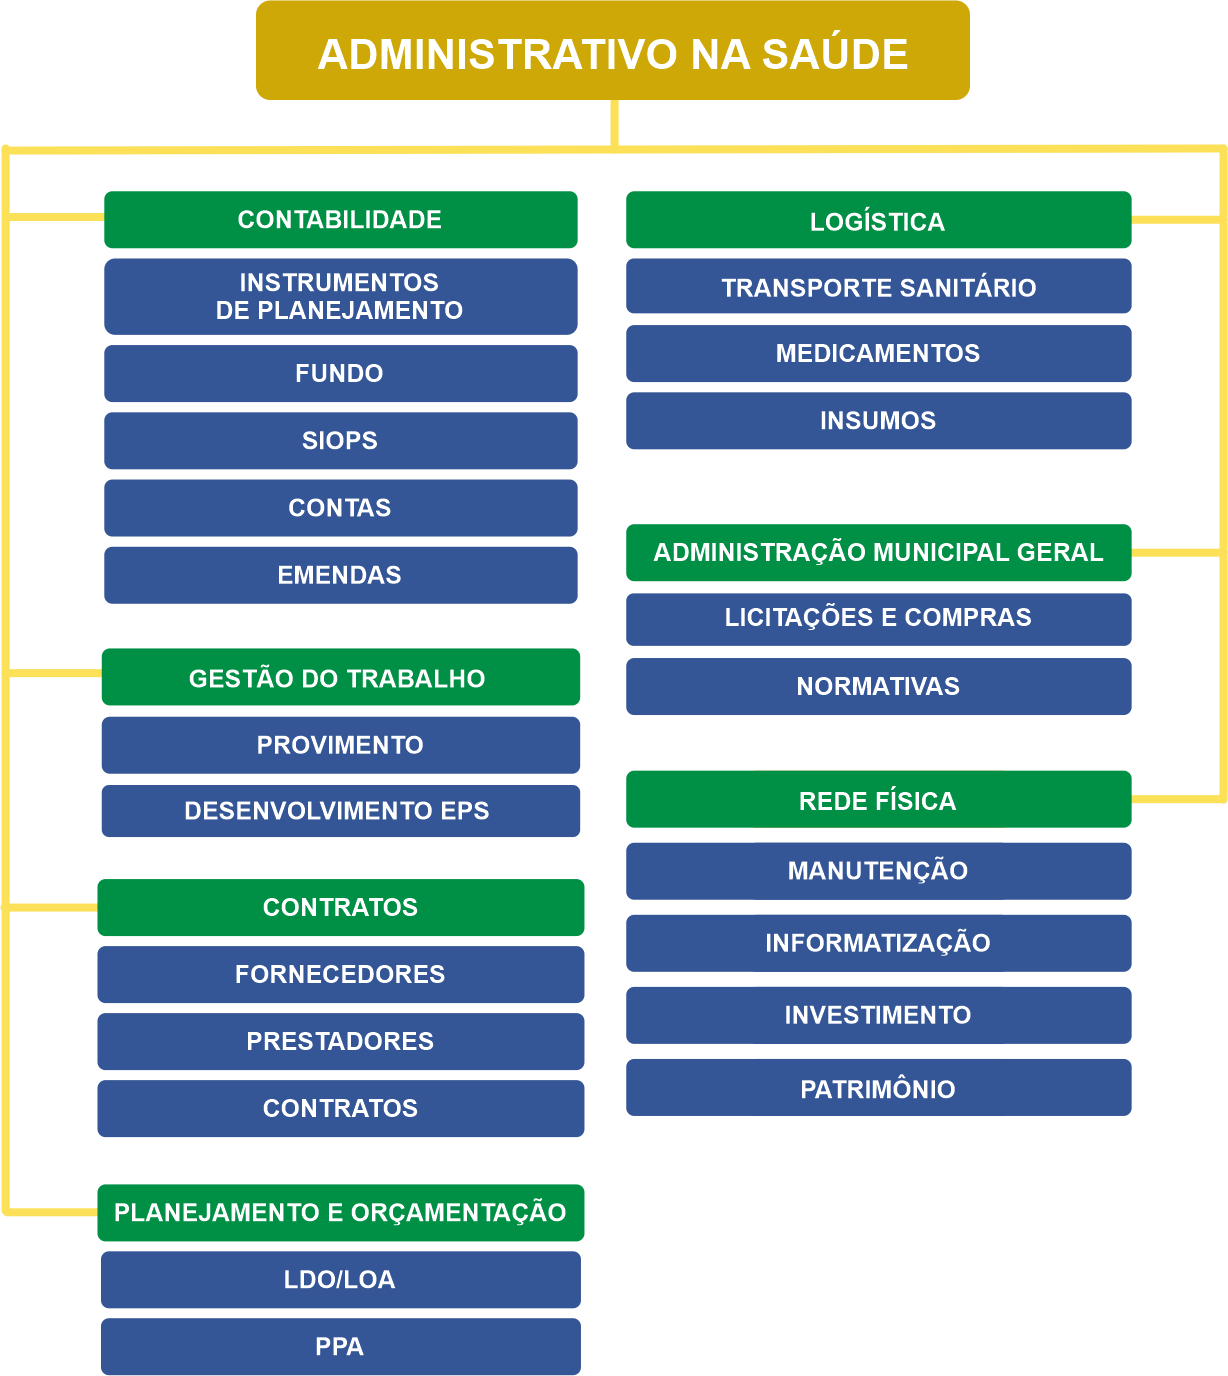 ADMINISTRATIVO NA SAÚDE
CONTABILIDADE
INSTRUMENTOS
DE PLANEJAMENTO
FUNDO
SIOPS
CONTAS
EMENDAS
GESTÃO DO TRABALHO
PROVIMENTO
DESENVOLVIMENTO EPS
CONTRATOS
FORNECEDORES
PRESTADORES
CONTRATOS
PLANEJAMENTO E ORÇAMENTAÇÃO
LDO/LOA
PPA
LOGÍSTICA
TRANSPORTE SANITÁRIO
MEDICAMENTOS
INSUMOS
ADMINISTRAÇÃO MUNICIPAL GERAL
LICITAÇÕES E COMPRAS
NORMATIVAS
REDE FÍSICA
MANUTENÇÃO
INFORMATIZAÇÃO
INVESTIMENTO
PATRIMÔNIO